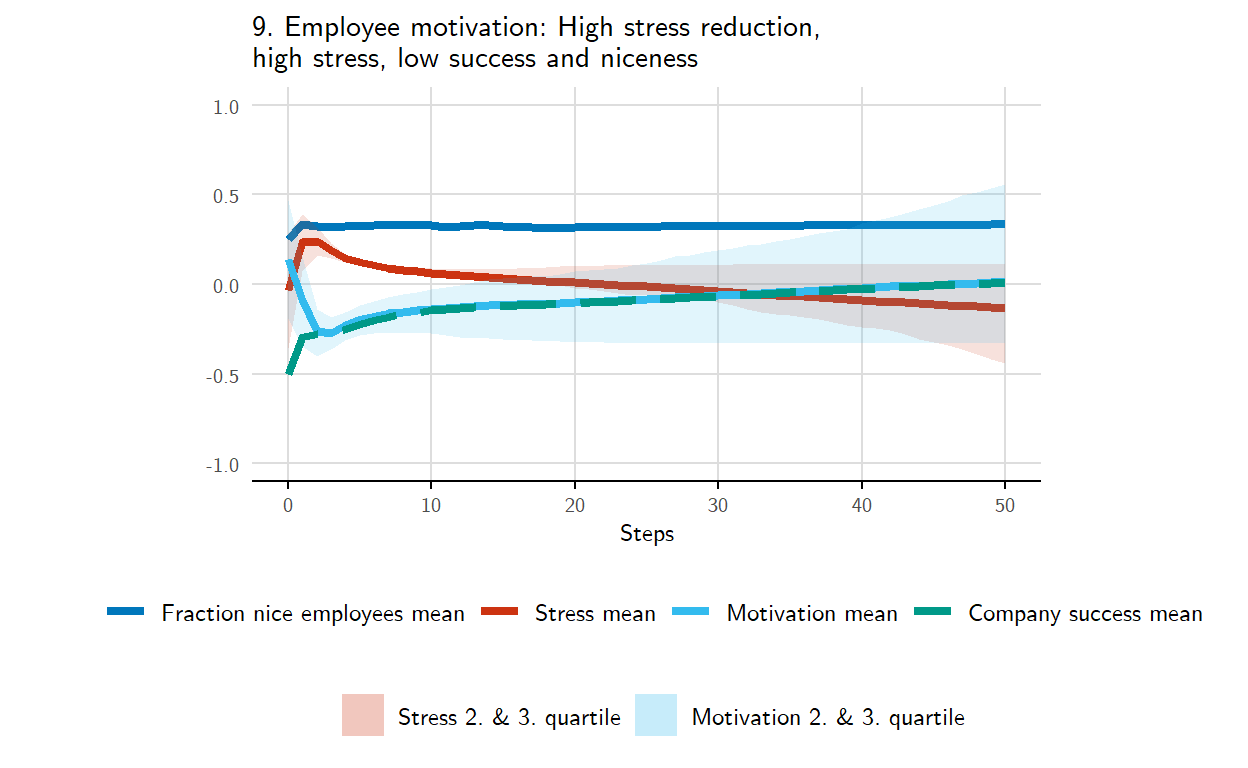 9. Employee motivation: High stress reduction,
high stress, low success and niceness
1.0
0.5
0.0
-0.5
-1.0
0 10 20 30 40 50
Steps
Fraction nice employees mean Stress mean Motivation mean Company success mean
Stress 2. & 3. quartile Motivation 2. & 3. quartile